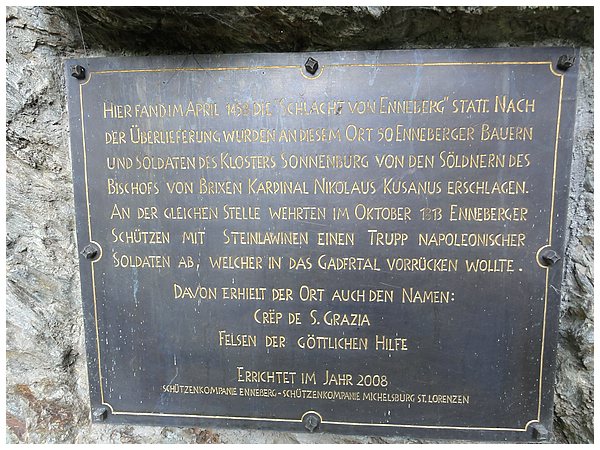 HIER FAND IM APRIL 1458 DIE "SCHLACHT VON ENNEBERG" STATT. NACH
DER ÜBERLIEFERUNG WURDEN AN DIESEM ORT 50 ENNEBERGER BAUERN
UND SOLDATEN DES KLOSTERS SONNENBURG VON DEN SÖLDNERN DES
BISCHOFS VON BRIXEN KARDINAL NIKOLAUS KUSANUS ERSCHLAGEN.
AN DER GLEICHEN STELLE WEHRTEN IM OKTOBER 1813 ENNEBERGER
SCHÜTZEN MIT STEINLAWINEN EINEN TRUPP NAPOLEONISCHER
SOLDATEN AB, WELCHER IN DAS GADERTAL VORRÜCKEN WOLLTE.
DAVON ERHIELT DER ORT AUCH DEN NAMEN:
CRËP DE S. GRAZIA
FELSEN DER GÖTTLICHEN HILFE
ERRICHTET IM JAHR 2008
SCHÜTZENKOMPANIE ENNEBERG - SCHÜTZENKOMPANIE MICHELSBURG ST. LORENZEN